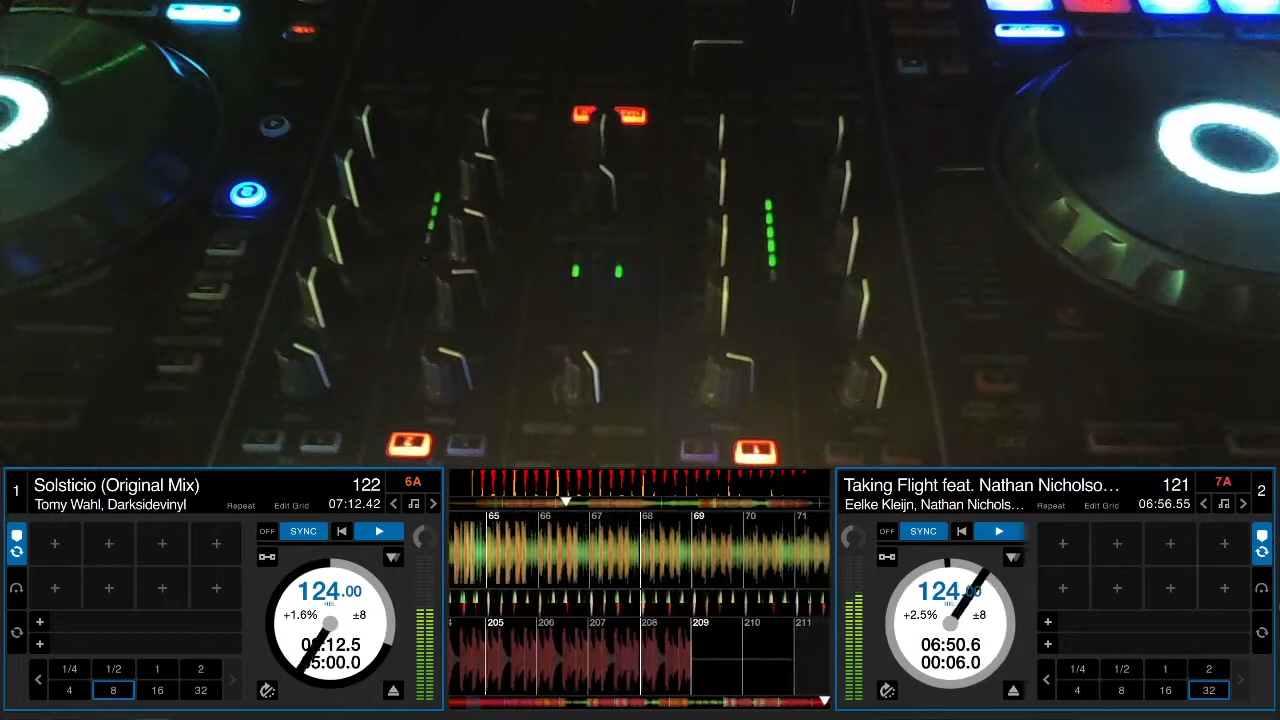 1
Solsticio (Original Mix)
122
6A
Tomy Wahl, Darksidevinyl
Repeat
Edit Grid
07:12.42
OFF
SYNC
124.00
REL
+1.6%
±8
1/4
1/2
1
2
8
16
32
65
66
67
68
69
70
71
205
206
207
208
209
210
211
Taking Flight feat. Nathan Nicholso…
121
7A
2
Eelke Kleijn, Nathan Nichols…
Repeat
Edit Grid
06:56.55
OFF
SYNC
124.00
+2.5%
±8
06:50.6
00:06.0
1/4
1/2
1
2
4
16
32